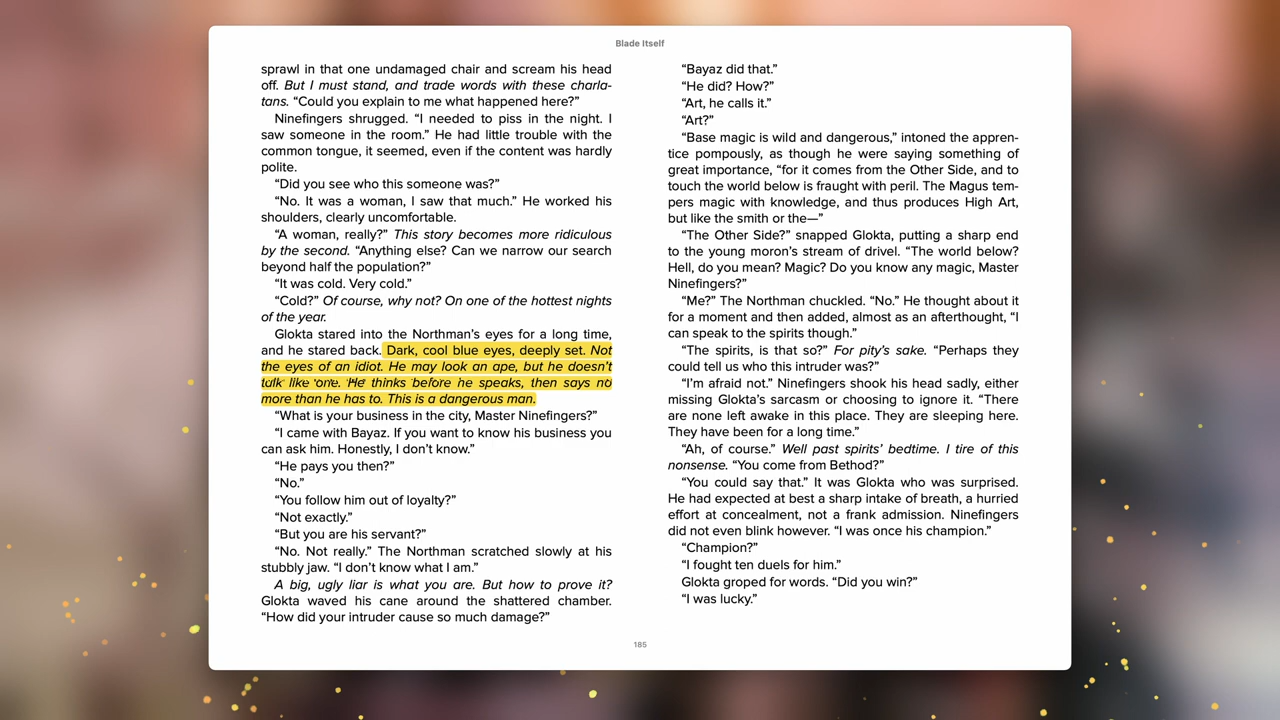 Blade Itself
sprawl in that one undamaged chair and scream his head
off. But I must stand, and trade words with these charla-
tans. “Could you explain to me what happened here?”
Ninefingers shrugged. “I needed to piss in the night. I
saw someone in the room.” He had little trouble with the
common tongue, it seemed, even if the content was hardly
polite.
“Did you see who this someone was?”
“No. It was a woman, I saw that much.” He worked his
shoulders, clearly uncomfortable.
“A woman, really?” This story becomes more ridiculous
by the second. “Anything else? Can we narrow our search
beyond half the population?”
“It was cold. Very cold.”
“Cold?” Of course, why not? On one of the hottest nights
of the year.
Glokta stared into the Northman’s eyes for a long time,
and he stared back. Dark, cool blue eyes, deeply set. Not
the eyes of an idiot. He may look an ape, but he doesn’t
talk like one. He thinks before he speaks, then says no
more than he has to. This is a dangerous man.
“What is your business in the city, Master Ninefingers?”
“I came with Bayaz. If you want to know his business you
can ask him. Honestly, I don’t know.”
“He pays you then?”
“No.”
“You follow him out of loyalty?”
“Not exactly.”
“But you are his servant?”
“No. Not really.” The Northman scratched slowly at his
stubbly jaw. “I don’t know what I am.”
A big, ugly liar is what you are. But how to prove it?
Glokta waved his cane around the shattered chamber.
“How did your intruder cause so much damage?”
“Bayaz did that.”
“He did? How?”
“Art, he calls it.”
“Art?”
“Base magic is wild and dangerous,” intoned the appren-
tice pompously, as though he were saying something of
great importance, “for it comes from the Other Side, and to
touch the world below is fraught with peril. The Magus tem-
pers magic with knowledge, and thus produces High Art,
but like the smith or the—”
“The Other Side?” snapped Glokta, putting a sharp end
to the young moron’s stream of drivel. “The world below?
Hell, do you mean? Magic? Do you know any magic, Master
Ninefingers?”
“Me?” The Northman chuckled. “No.” He thought about it
for a moment and then added, almost as an afterthought, “I
can speak to the spirits though.”
“The spirits, is that so?” For pity’s sake. “Perhaps they
could tell us who this intruder was?”
“I’m afraid not.” Ninefingers shook his head sadly, either
missing Glokta’s sarcasm or choosing to ignore it. “There
are none left awake in this place. They are sleeping here.
They have been for a long time.”
“Ah, of course.” Well past spirits’ bedtime. I tire of this
nonsense. “You come from Bethod?”
“You could say that.” It was Glokta who was surprised.
He had expected at best a sharp intake of breath, a hurried
effort at concealment, not a frank admission. Ninefingers
did not even blink however. “I was once his champion.”
“Champion?”
“I fought ten duels for him.”
Glokta groped for words. “Did you win?”
“I was lucky.”
185